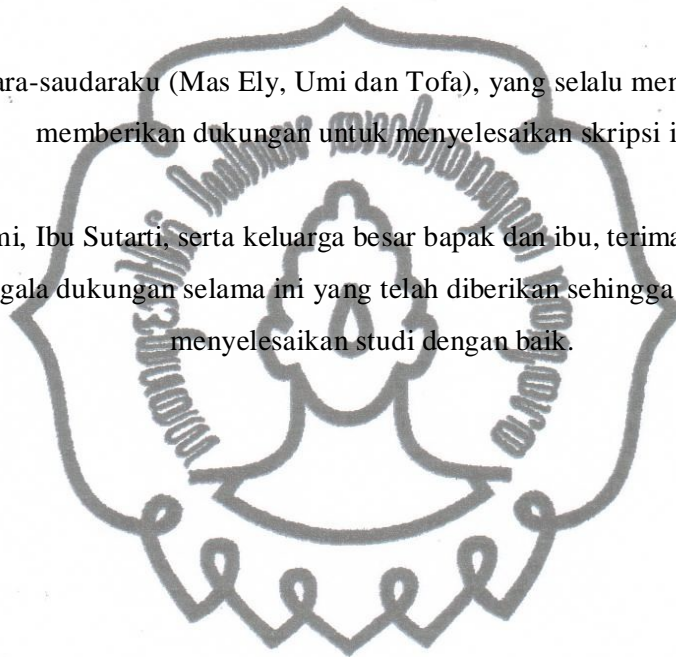 ara-saudaraku (Mas Ely, Umi dan Tofa), yang selalu men
memberikan dukungan untuk menyelesaikan skripsi i
ni, Ibu Sutarti, serta keluarga besar bapak dan ibu, terima
gala dukungan selama ini yang telah diberikan sehingga
menyelesaikan studi dengan baik.